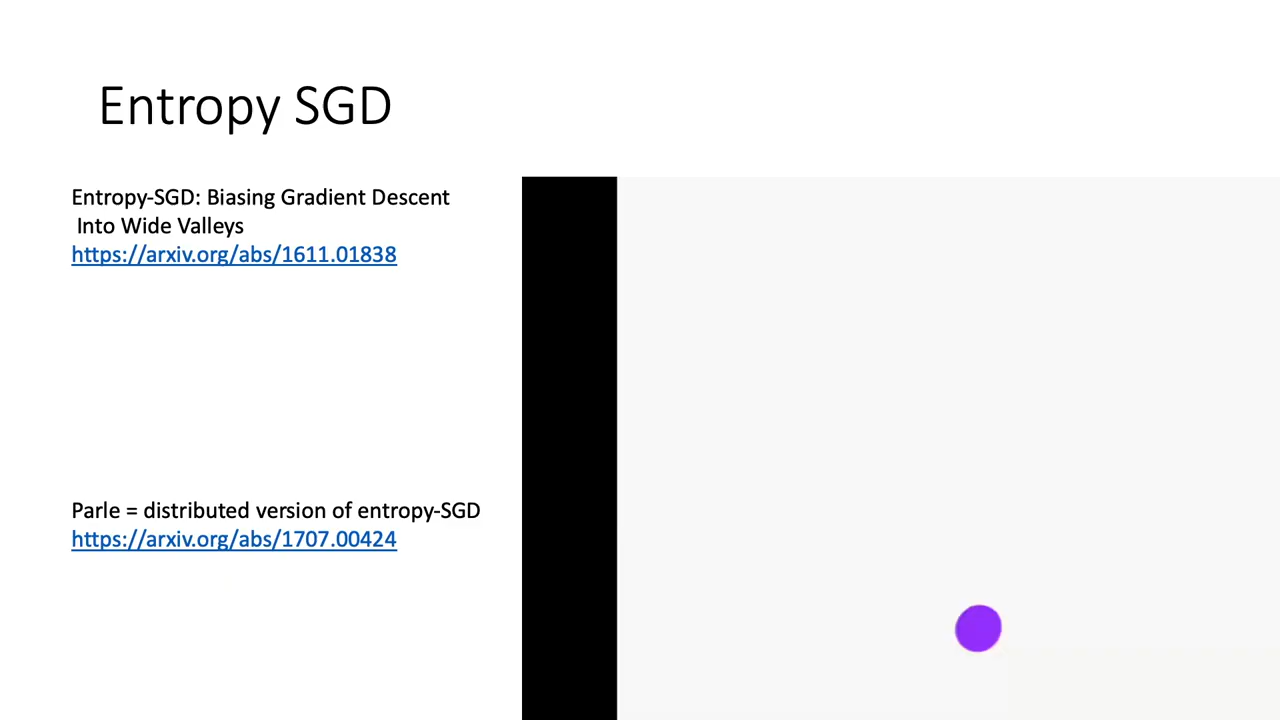 Entropy SGD
Entropy-SGD: Biasing Gradient Descent
Into Wide Valleys
https://arxiv.org/abs/1611.01838
Parle = distributed version of entropy-SGD
https://arxiv.org/abs/1707.00424